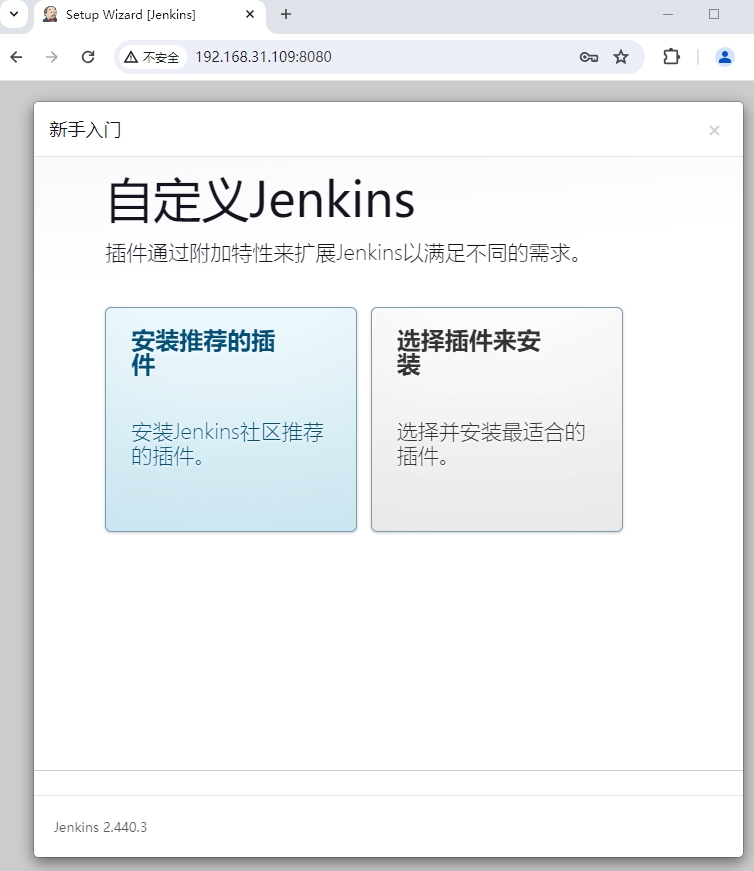 Setup Wizard [Jenkins]
不安全 192.168.31.109:8080
新手入门
自定义Jenkins
插件通过附加特性来扩展Jenkins以满足不同的需求。
安装推荐的插
件
安装Jenkins社区推荐
的插件。
选择插件来安
装
选择并安装最适合的
插件。
Jenkins 2.440.3